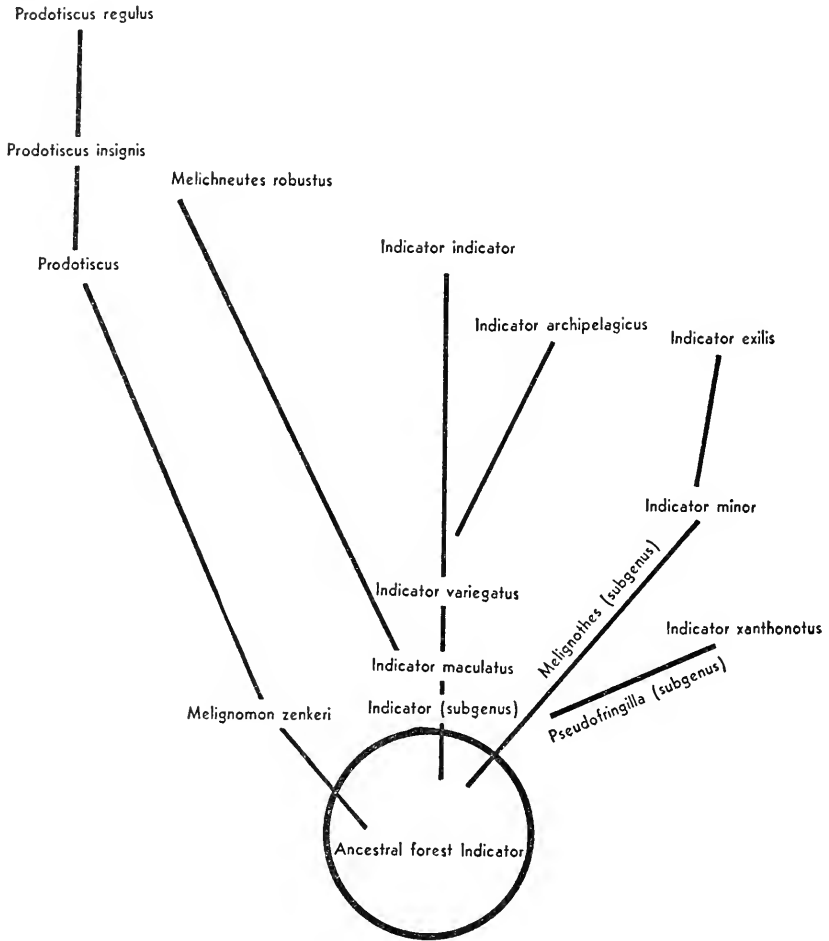 Prodotiscus regulus
Prodotiscus insignis
Melichneutes robustus
Prodotiscus
Indicator indicator
Indicator archipelagicus
Indicator exilis
Indicator minor
Melignothes (subgenus)
Indicator variegatus
Indicator xanthonotus
Indicator maculatus
Pseudofringilla (subgenus)
Melignomon zenkeri
Indicator (subgenus)
Ancestral forest Indicator